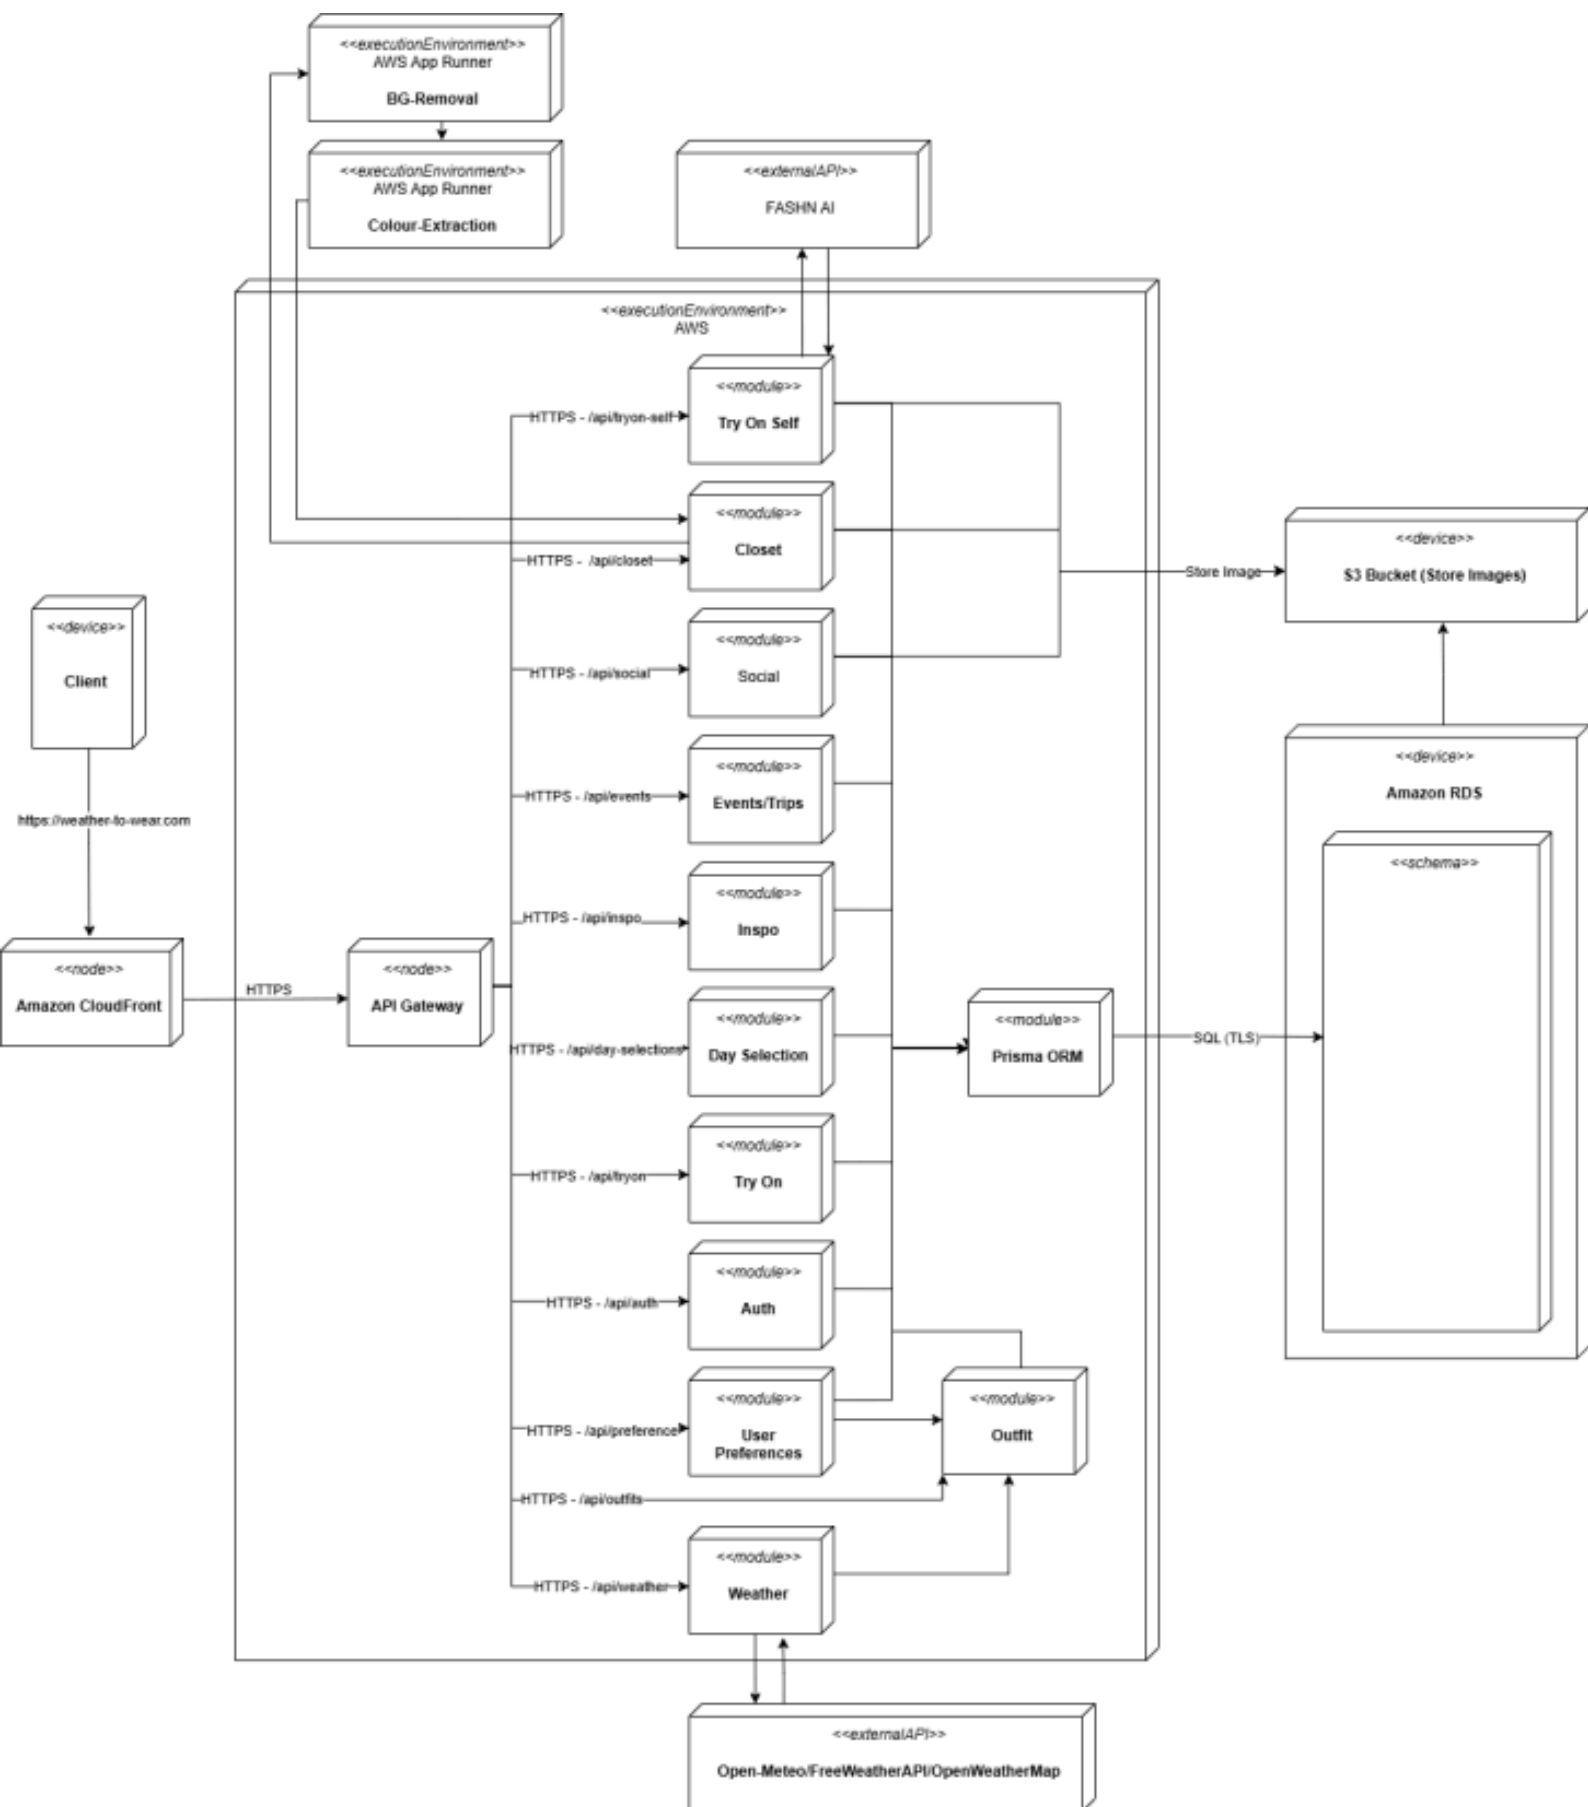 <<executionEnvironment>>
AWS App Runner
BG-Removal
<<executionEnvironment>>
AWS App Runner
Colour-Extraction
<<externalAPI>>
FASHN AI
<<executionEnvironment>>
AWS
<<module>>
Try On Self
HTTPS - /api/tryon-self
<<module>>
Closet
HTTPS - /api/closet
<<module>>
Social
HTTPS - /api/social
<<module>>
Events/Trips
HTTPS - /api/events
<<module>>
Inspo
HTTPS - /api/inspo
<<module>>
Day Selection
HTTPS - /api/day-selections
<<module>>
Try On
HTTPS - /api/tryon
<<module>>
Auth
HTTPS - /api/auth
<<module>>
User
Preferences
HTTPS - /api/preference
<<module>>
Outfit
HTTPS - /api/outfits
<<module>>
Weather
HTTPS - /api/weather
<<device>>
Client
https://weather-to-wear.com
<<node>>
Amazon CloudFront
HTTPS
<<node>>
API Gateway
<<module>>
Prisma ORM
SQL (TLS)
Store Image
<<device>>
S3 Bucket (Store Images)
<<device>>
Amazon RDS
<<schema>>
<<externalAPI>>
Open-Meteo/FreeWeatherAPI/OpenWeatherMap